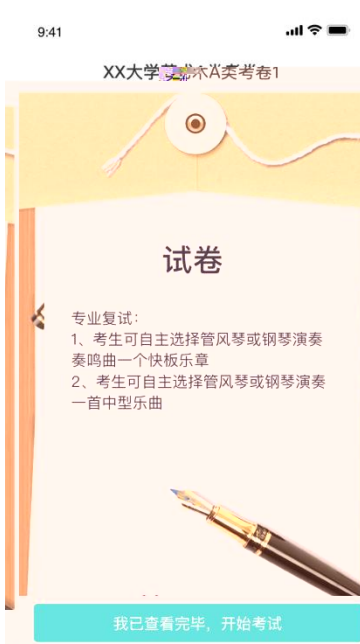 9:41
XX大学艺术A类考卷1
试卷
专业复试：
1、考生可自主选择管风琴或钢琴演奏
奏鸣曲一个快板乐章
2、考生可自主选择管风琴或钢琴演奏
一首中型乐曲
我已查看完毕，开始考试